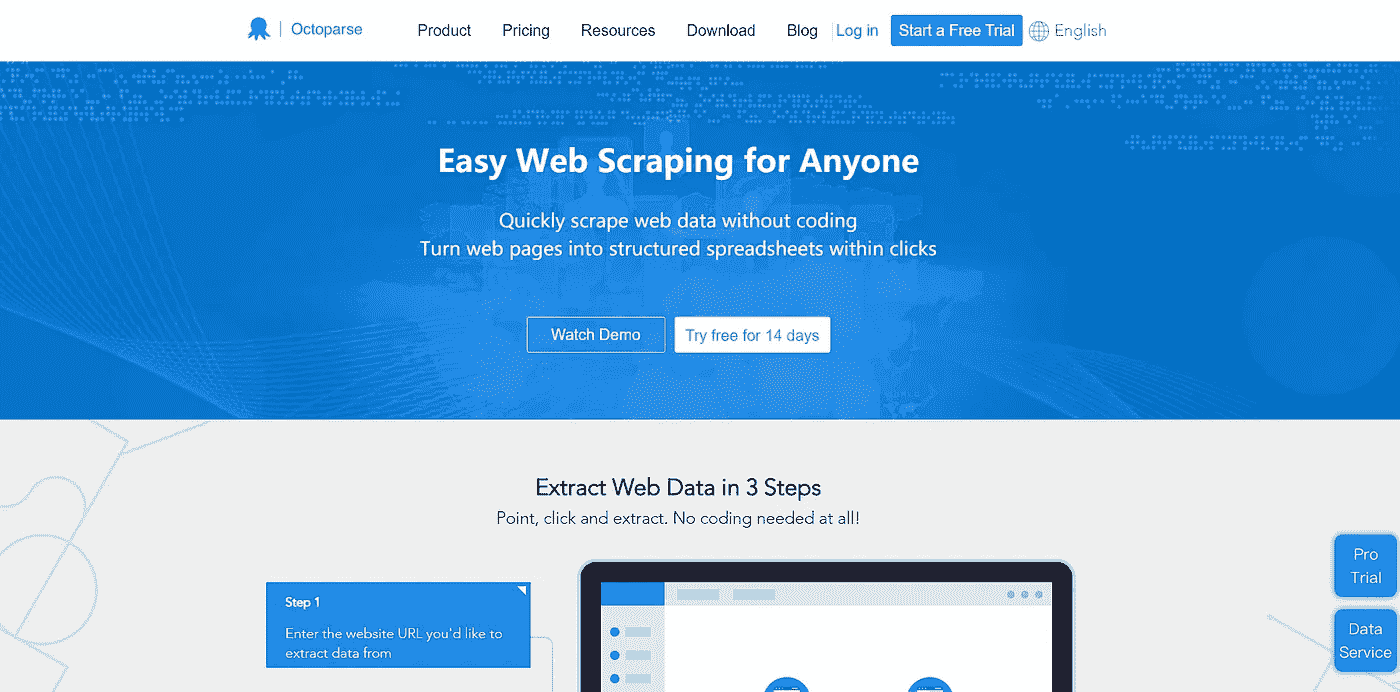 Octoparse
Product
Pricing
Resources
Download
Blog
Log in
Start a Free Trial
English
Easy Web Scraping for Anyone
Quickly scrape web data without coding
Turn web pages into structured spreadsheets within clicks
Watch Demo
Try free for 14 days
Extract Web Data in 3 Steps
Point, click and extract. No coding needed at all!
Step 1
Enter the website URL you'd like to
extract data from
Pro
Trial
Data
Service